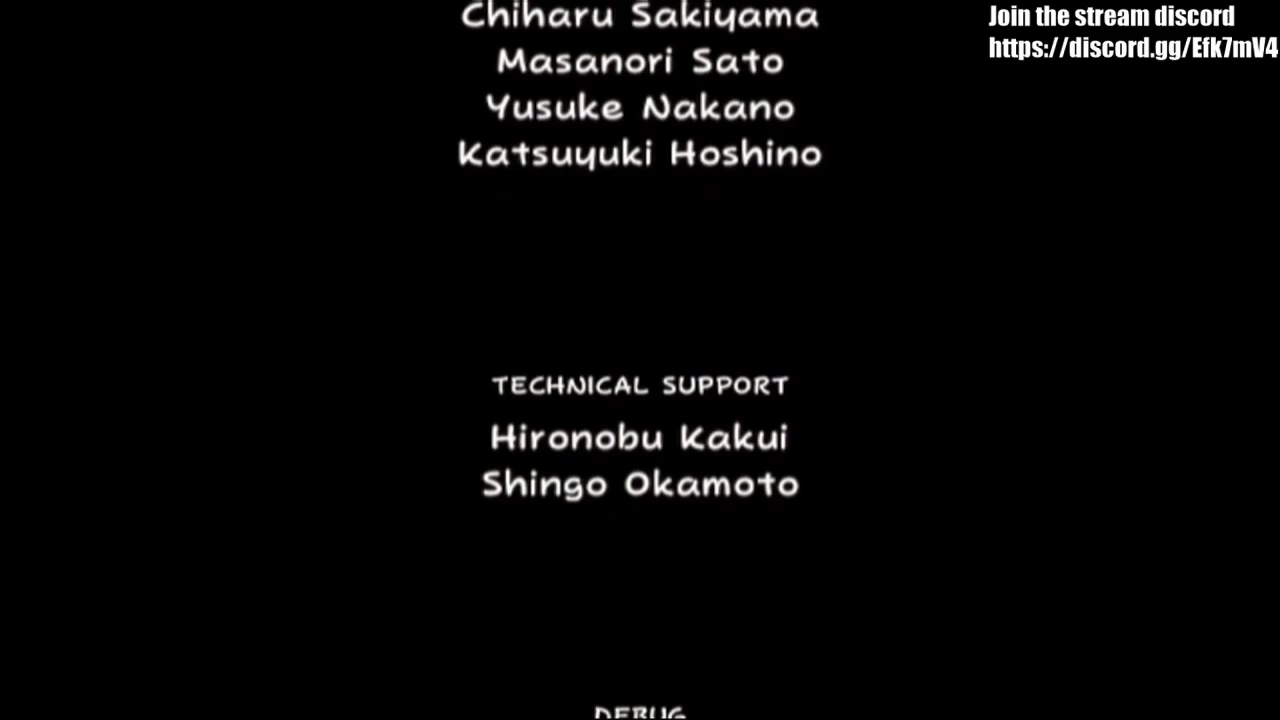 Join the stream discord
https://discord.gg/Efk7mV4
Chiharu Sakiyama
Masanori Sato
Yusuke Nakano
Katsuyuki Hoshino
TECHNICAL SUPPORT
Hironobu Kakui
Shingo Okamoto
DEBUG